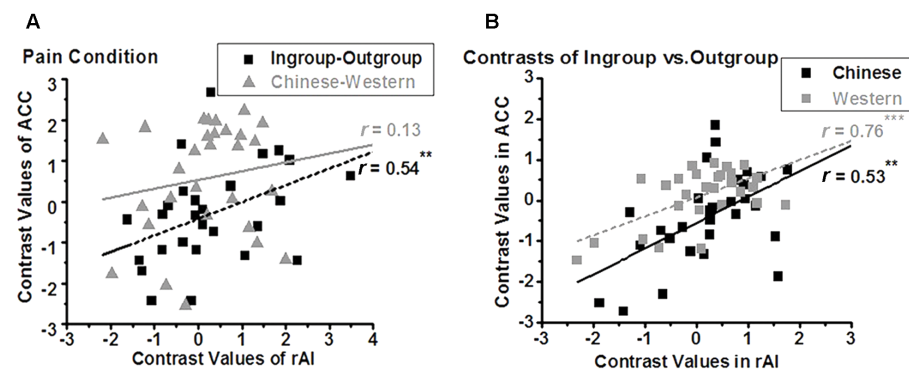 A
Pain Condition
Ingroup-Outgroup
Chinese-Western
r = 0.13
r = 0.54**
Contrast Values of ACC
3
2
1
0
-1
-2
-3
-3 -2 -1 0 1 2 3 4
Contrast Values of rAI
B
Contrasts of Ingroup vs.Outgroup
Chinese
Western
r = 0.76***
r = 0.53**
Contrast Values in ACC
3
2
1
0
-1
-2
-3
-3 -2 -1 0 1 2 3
Contrast Values in rAI